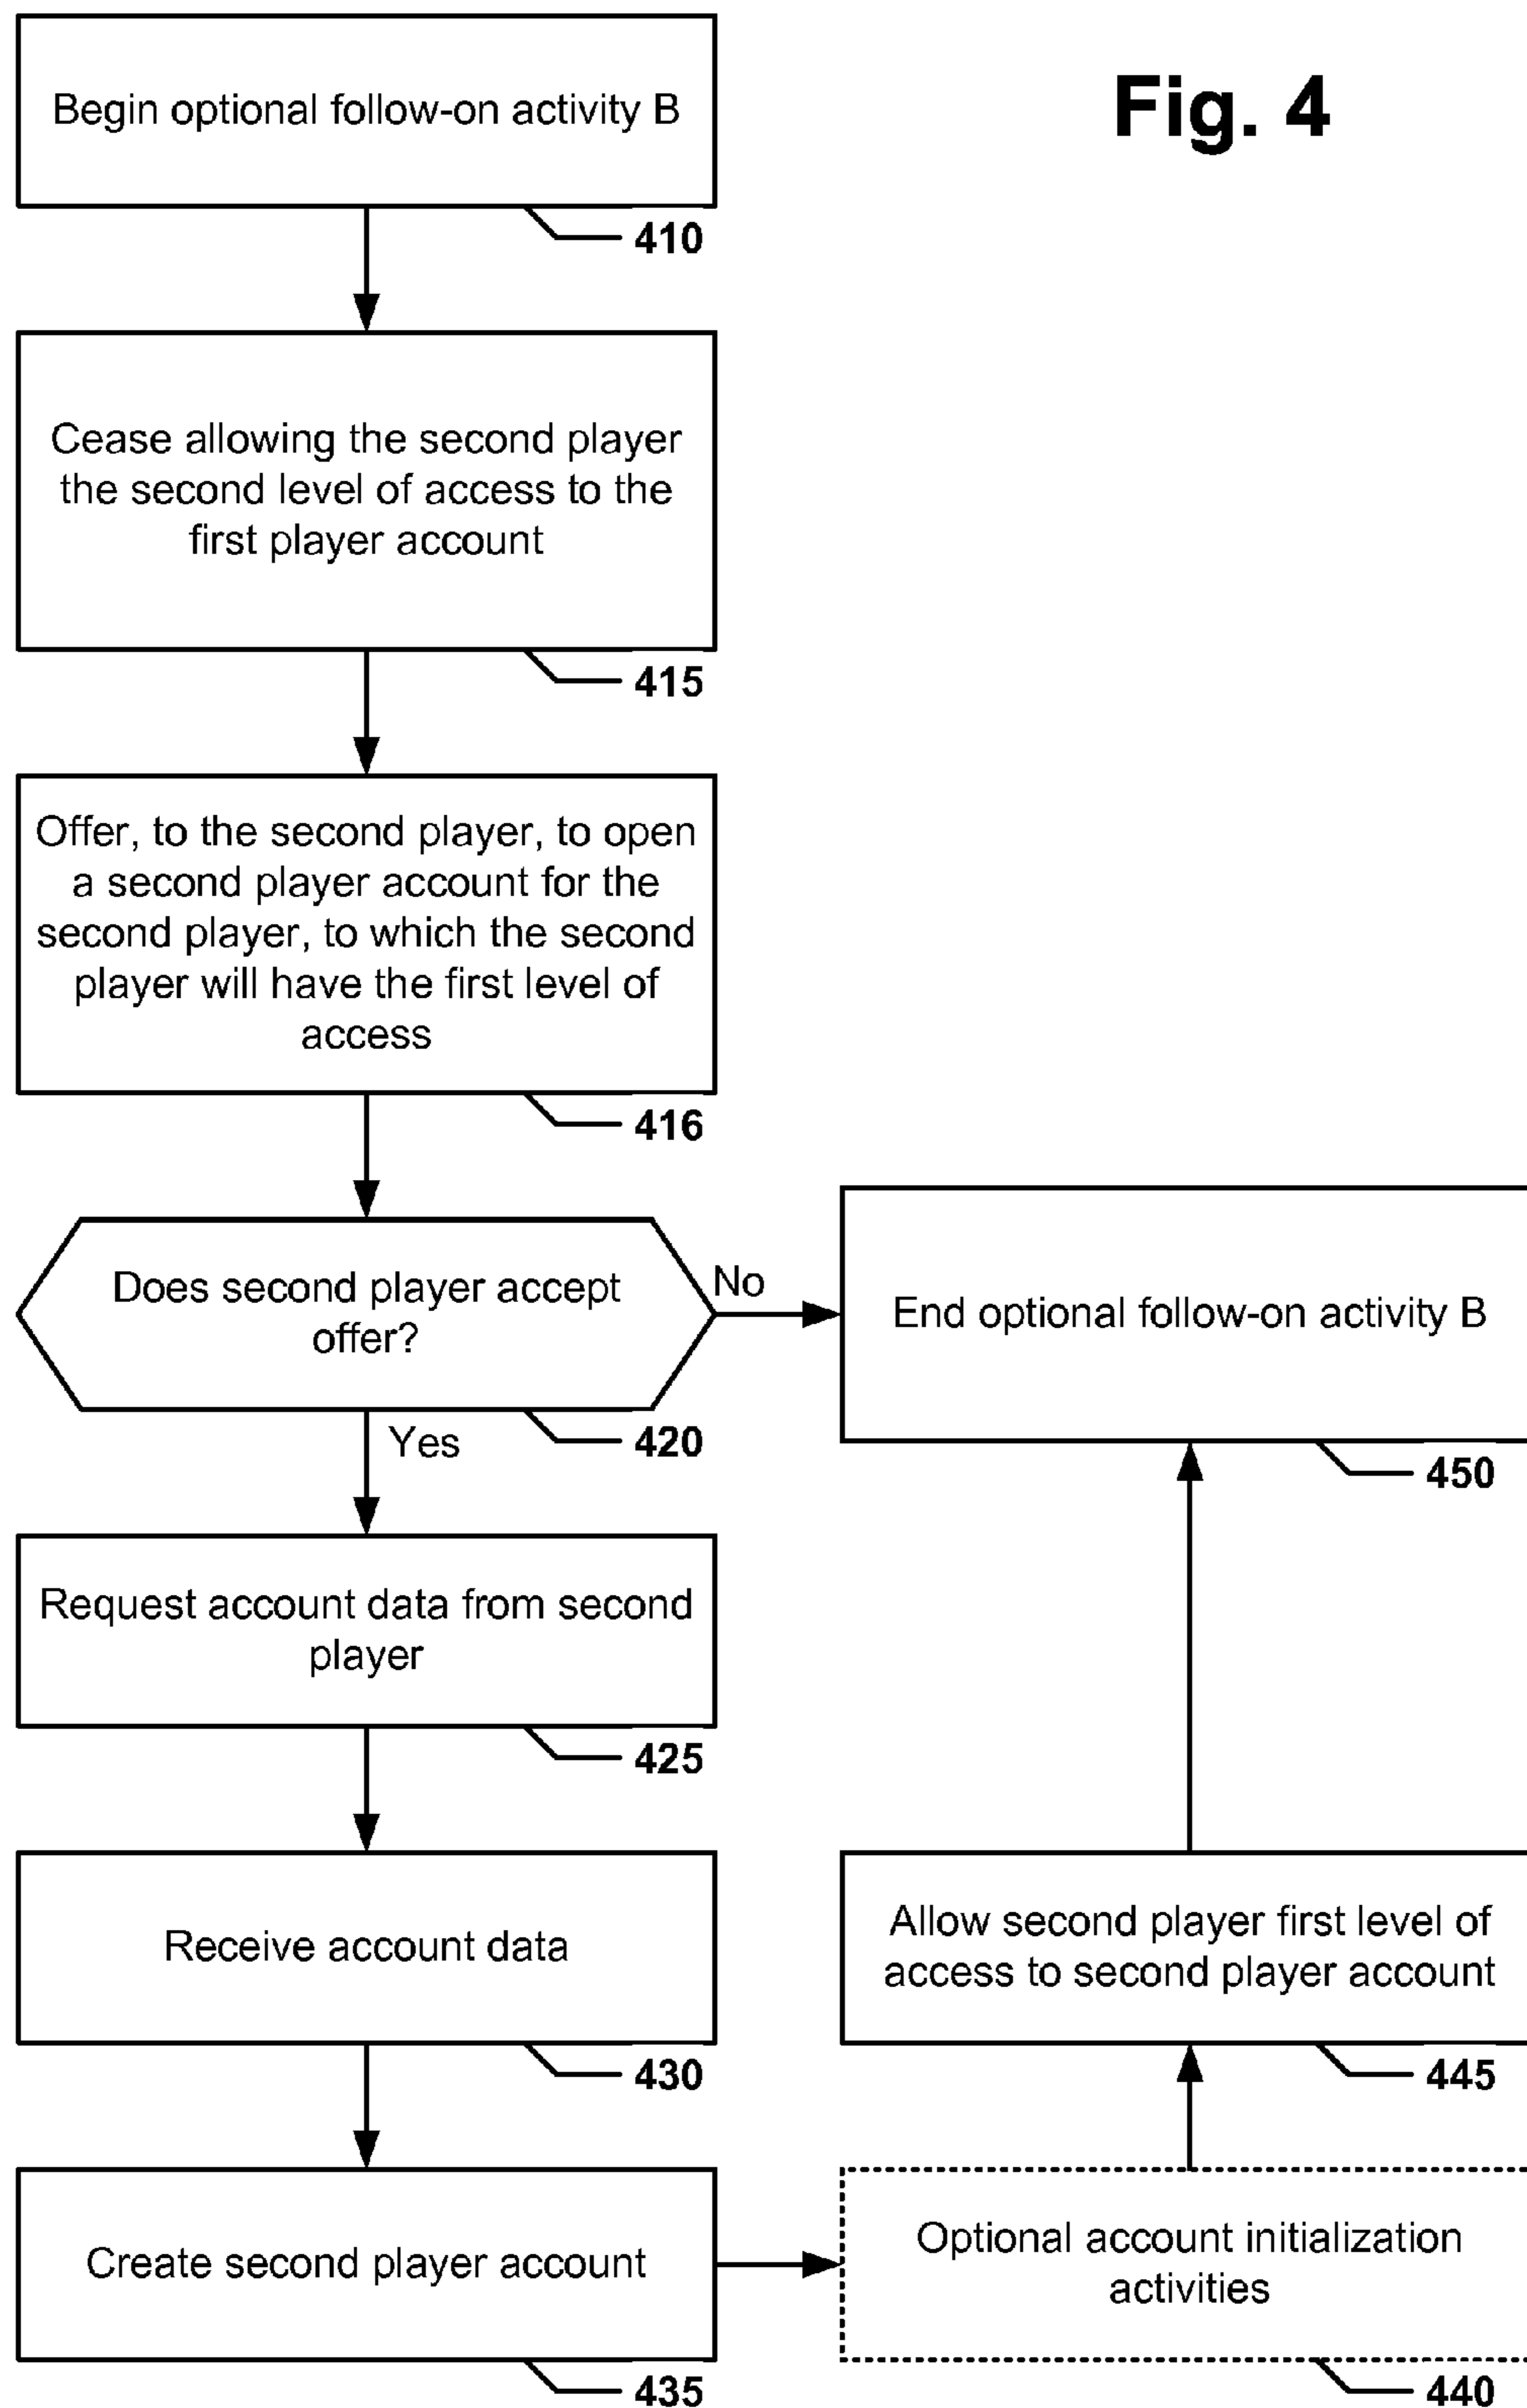 Fig. 4
Begin optional follow-on activity B
410
Cease allowing the second player
the second level of access to the
first player account
415
Offer, to the second player, to open
a second player account for the
second player, to which the second
player will have the first level of
access
416
Does second player accept
offer?
No
Yes
420
End optional follow-on activity B
450
Request account data from second
player
425
Receive account data
430
Create second player account
435
Optional account initialization
activities
440
Allow second player first level of
access to second player account
445